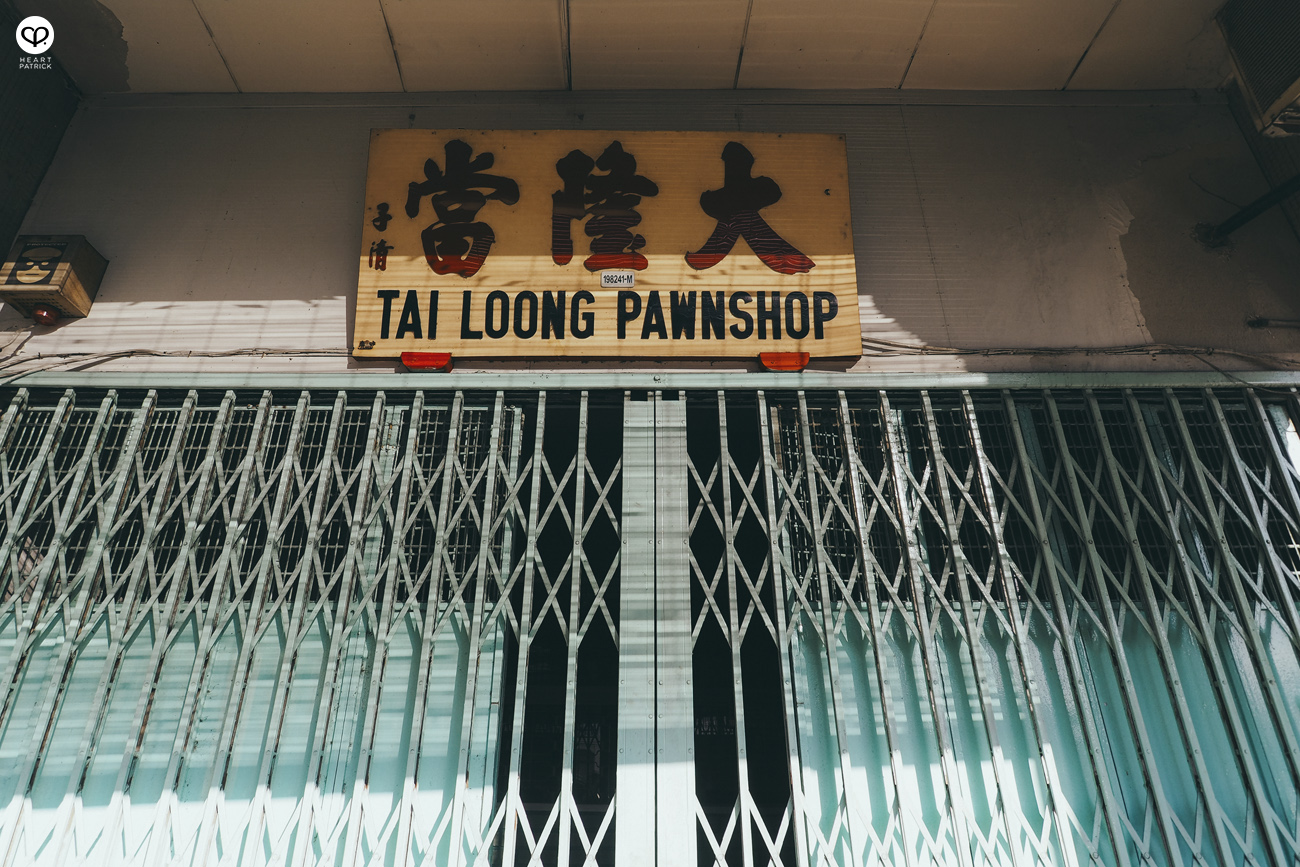 HEART
PATRICK
大隆當
子清
198241-M
TAI LOONG PAWNSHOP